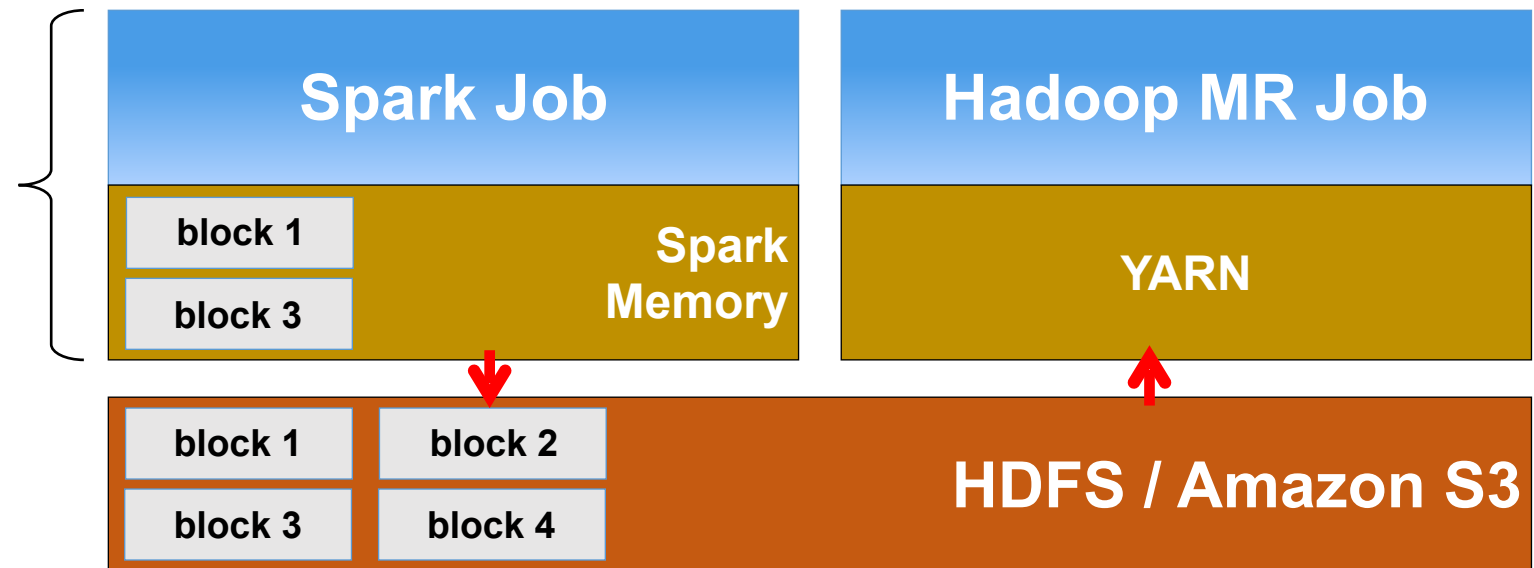 Spark Job
Hadoop MR Job
block 1
block 3
Spark
Memory
YARN
block 1
block 2
block 3
block 4
HDFS / Amazon S3